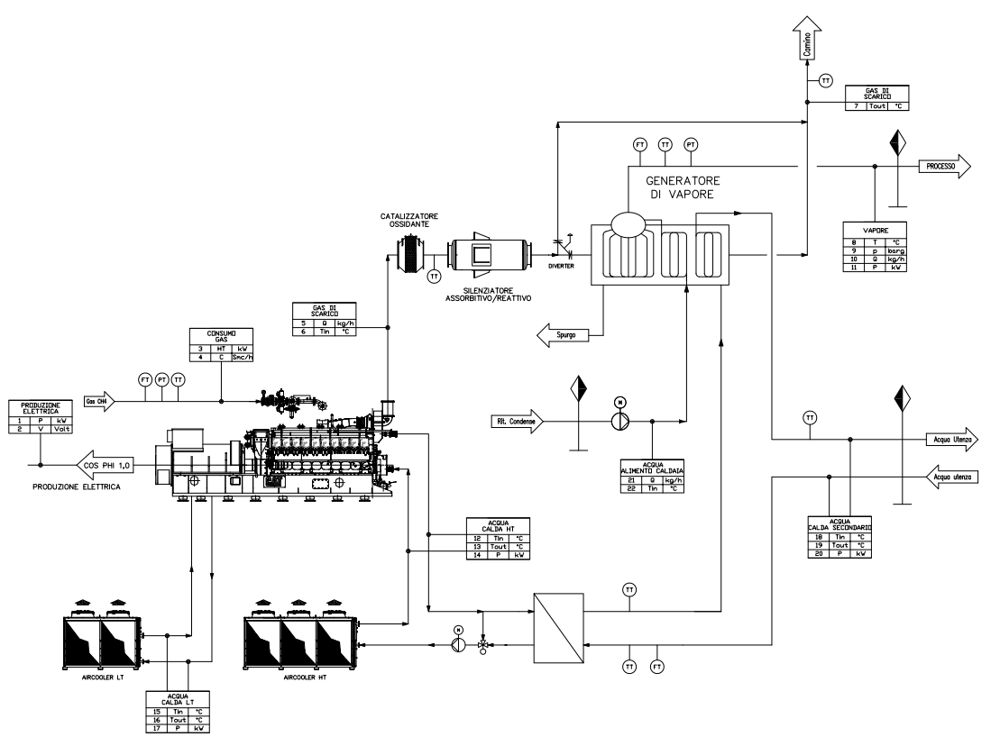 Camino
TT
GAS DI
SCARICO
7 Tout °C
FT TT PT
PROCESSO
GENERATORE
DI VAPORE
CATALIZZATORE
OSSIDANTE
VAPORE
8 T °C
9 p barg
10 Q kg/h
11 P kW
TT
DIVERTER
SILENZIATORE
ASSORBITIVO/REATTIVO
GAS DI
SCARICO
5 Q kg/h
6 Tin °C
Spurgo
CONSUMO
GAS
3 HT kW
4 C Smc/h
FT PT TT
Gas CH4
M
Rit. Condense
PRODUZIONE
ELETTRICA
1 P kW
2 V Volt
TT
Acqua Utenza
COS PHI 1,0
PRODUZIONE ELETTRICA
ACQUA
ALIMENTO CALDAIA
21 Q kg/h
22 Tin °C
Acqua utenza
ACQUA
CALDA HT
12 Tin °C
13 Tout °C
14 P kW
ACQUA
CALDA SECONDARIO
18 Tin °C
19 Tout °C
20 P kW
TT
M
TT FT
AIRCOOLER LT
AIRCOOLER HT
ACQUA
CALDA LT
15 Tin °C
16 Tout °C
17 P kW